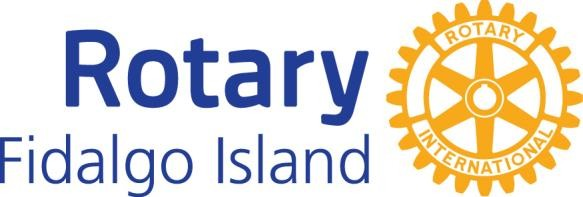 Rotary
Fidalgo Island
ROTARY
INTERNATIONAL